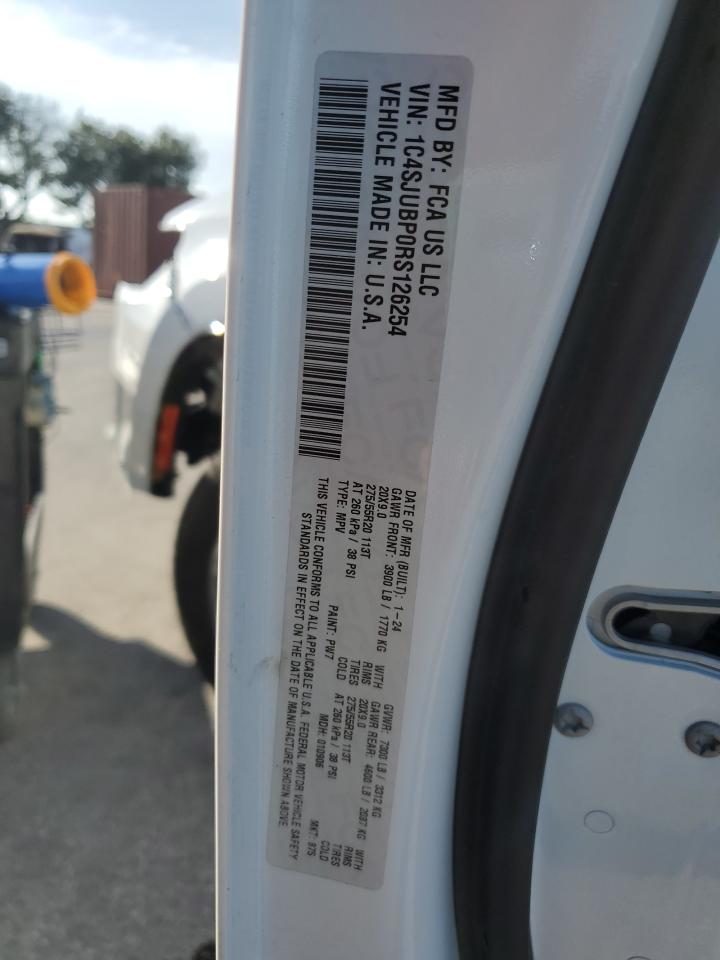 MFD BY: FCA US LLC
VIN: 1C4SJUBP0RS126254
VEHICLE MADE IN: U.S.A.
DATE OF MFR (BUILT): 1-24 GVWR: 7300 LB / 3312 KG
GAWR FRONT: 3900 LB / 1770 KG WITH GAWR REAR: 4600 LB / 2087 KG WITH
20X9.0 RIMS 20X9.0 RIMS
275/55R20 113T TIRES 275/55R20 113T TIRES
AT 260 kPa / 38 PSI COLD AT 260 kPa / 38 PSI COLD
TYPE: MPV PAINT: PW7 MDH: 010906 MKT: 975
THIS VEHICLE CONFORMS TO ALL APPLICABLE U.S.A. FEDERAL MOTOR VEHICLE SAFETY
STANDARDS IN EFFECT ON THE DATE OF MANUFACTURE SHOWN ABOVE.